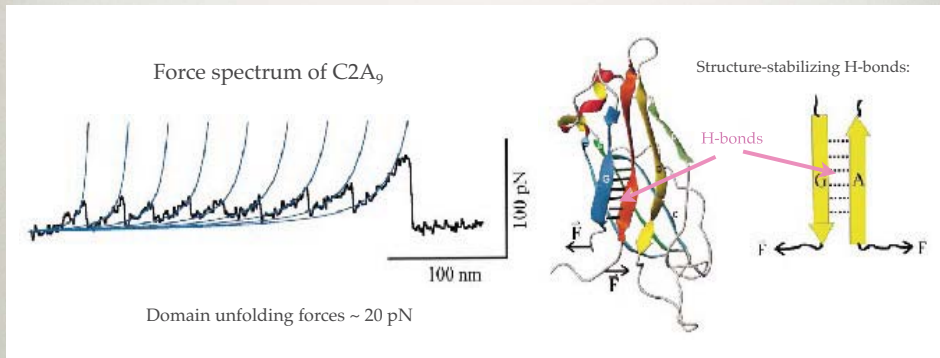 Force spectrum of C2A₉
100 pN
100 nm
Domain unfolding forces ~ 20 pN
Structure-stabilizing H-bonds:
H-bonds
G
C
F
F
G A
F F